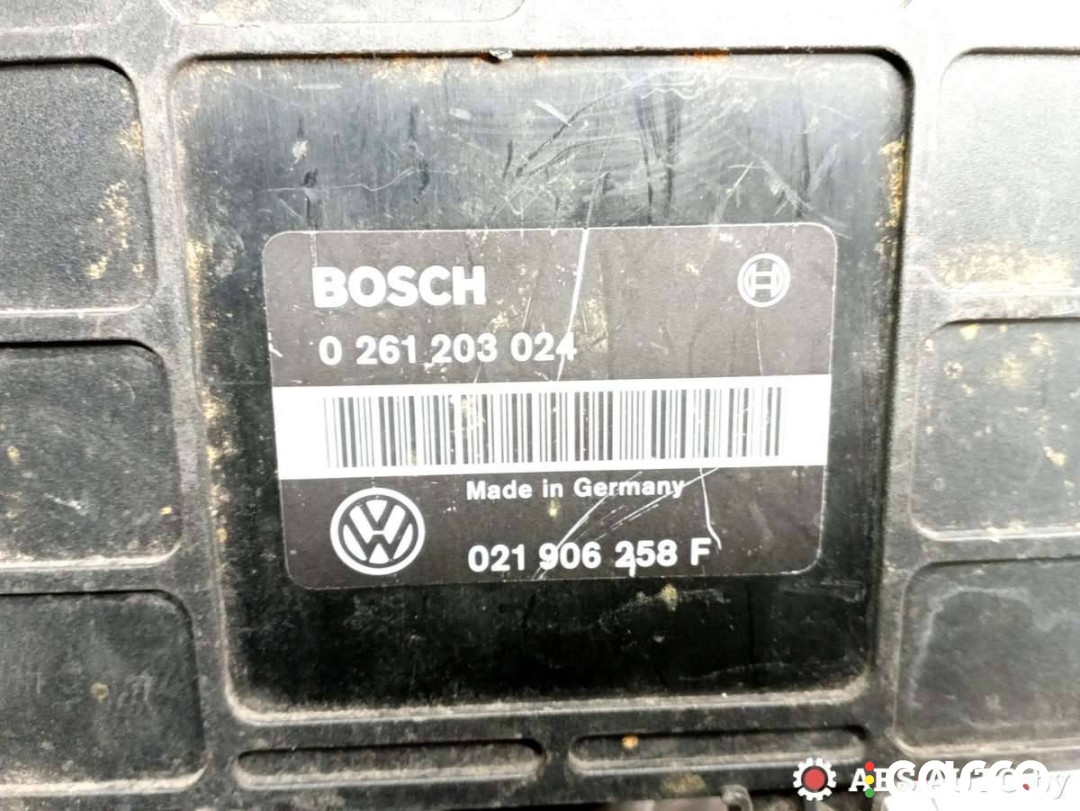 BOSCH
0 261 203 024
Made in Germany
021 906 258 F